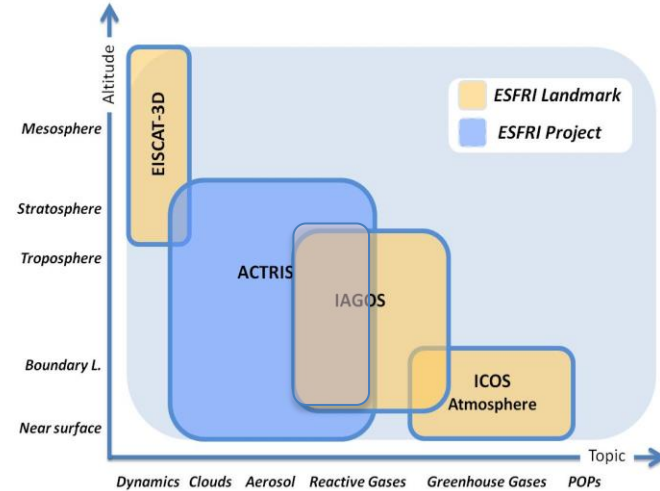 Altitude
Mesosphere
Stratosphere
Troposphere
Boundary L.
Near surface
EISCAT-3D
ESFRI Landmark
ESFRI Project
ACTRIS
IAGOS
ICOS
Atmosphere
Topic
Dynamics Clouds Aerosol Reactive Gases Greenhouse Gases POPs